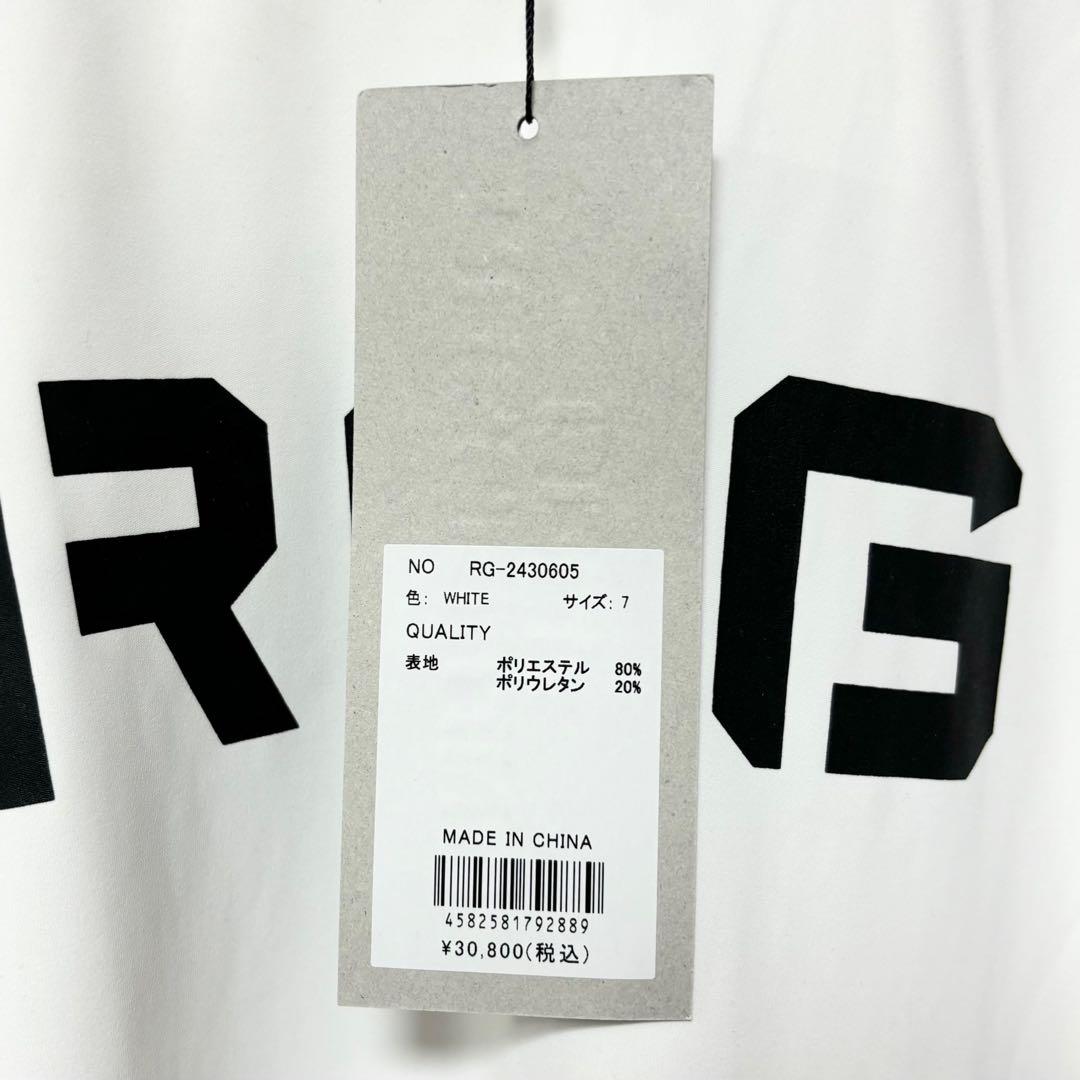 R G
NO RG-2430605
色: WHITE サイズ: 7
QUALITY
表地 ポリエステル 80%
ポリウレタン 20%
MADE IN CHINA
4582581792889
¥30,800(税込)